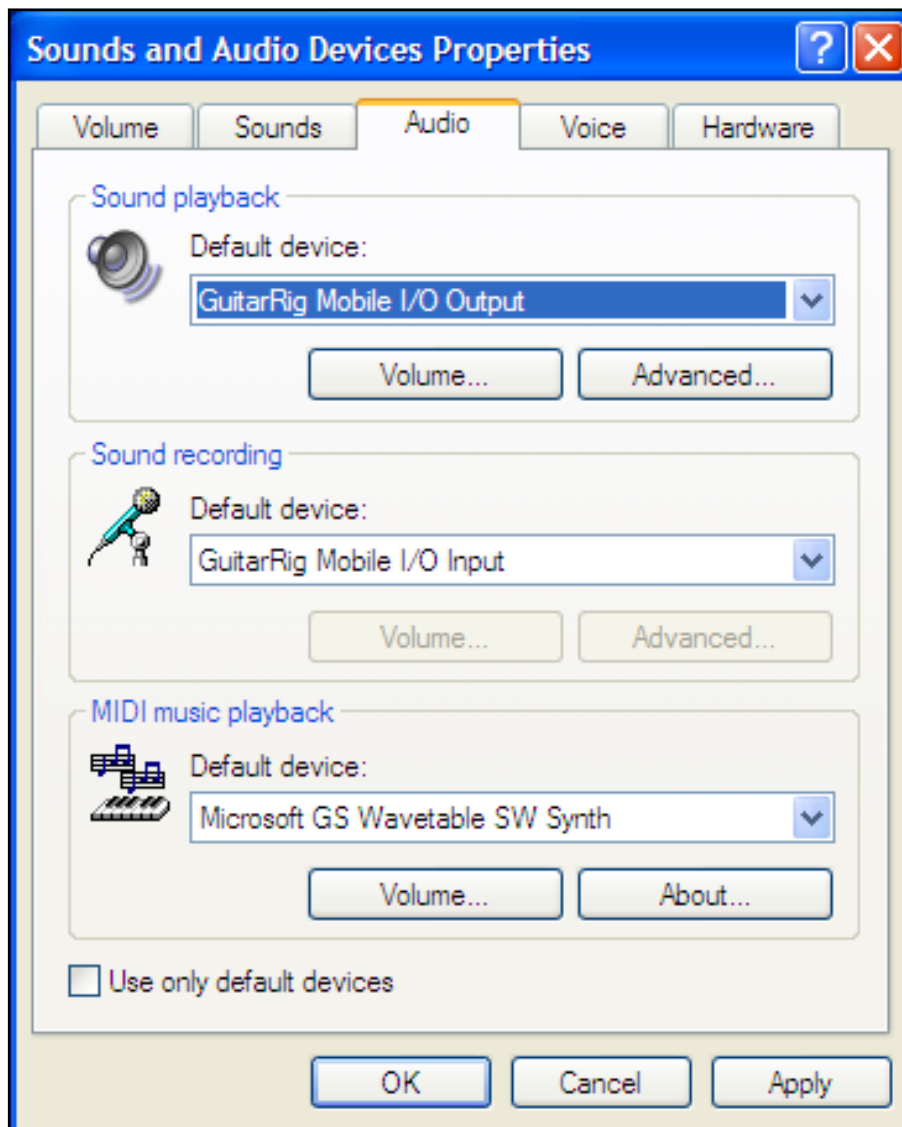 Sounds and Audio Devices Properties
Volume Sounds Audio Voice Hardware
Sound playback
Default device:
GuitarRig Mobile I/O Output
Volume... Advanced...
Sound recording
Default device:
GuitarRig Mobile I/O Input
Volume... Advanced...
MIDI music playback
Default device:
Microsoft GS Wavetable SW Synth
Volume... About...
Use only default devices
OK Cancel Apply